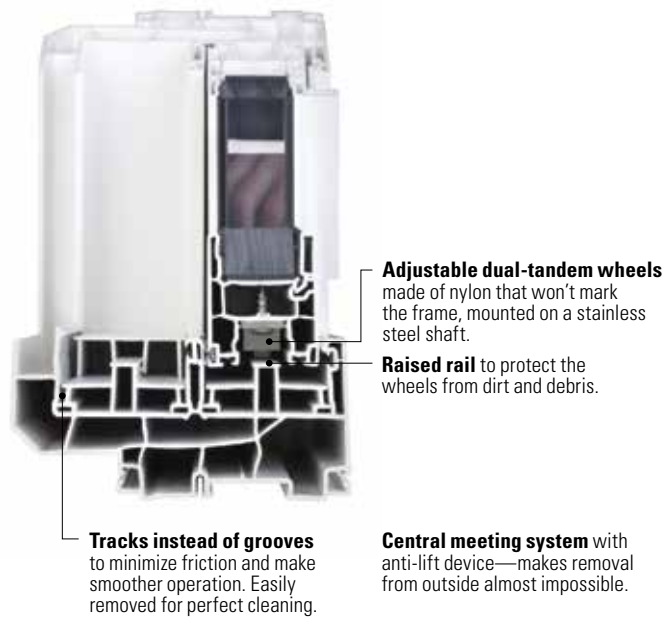 Adjustable dual-tandem wheels
made of nylon that won't mark
the frame, mounted on a stainless
steel shaft.
Raised rail to protect the
wheels from dirt and debris.
Tracks instead of grooves
to minimize friction and make
smoother operation. Easily
removed for perfect cleaning.
Central meeting system with
anti-lift device—makes removal
from outside almost impossible.